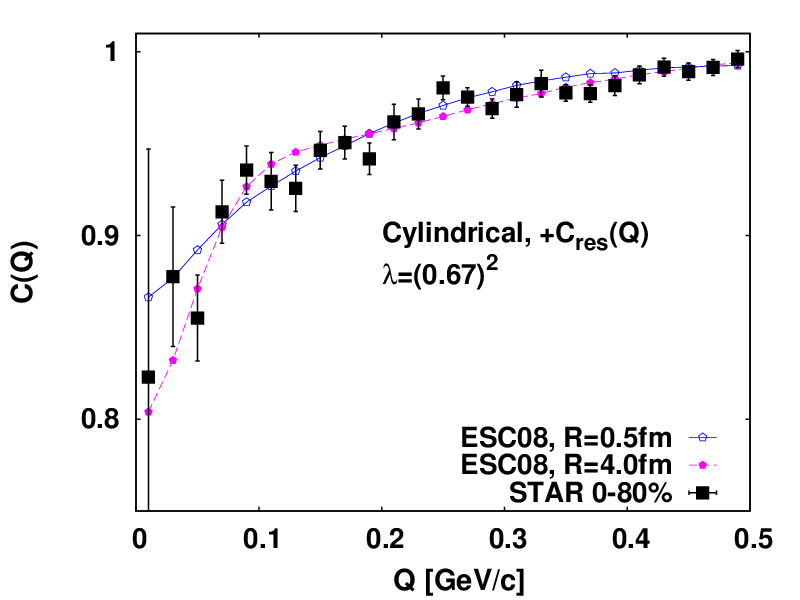 1
0.9
0.8
C(Q)
Cylindrical, +C_res(Q)
λ=(0.67)²
ESC08, R=0.5fm
ESC08, R=4.0fm
STAR 0-80%
0 0.1 0.2 0.3 0.4 0.5
Q [GeV/c]